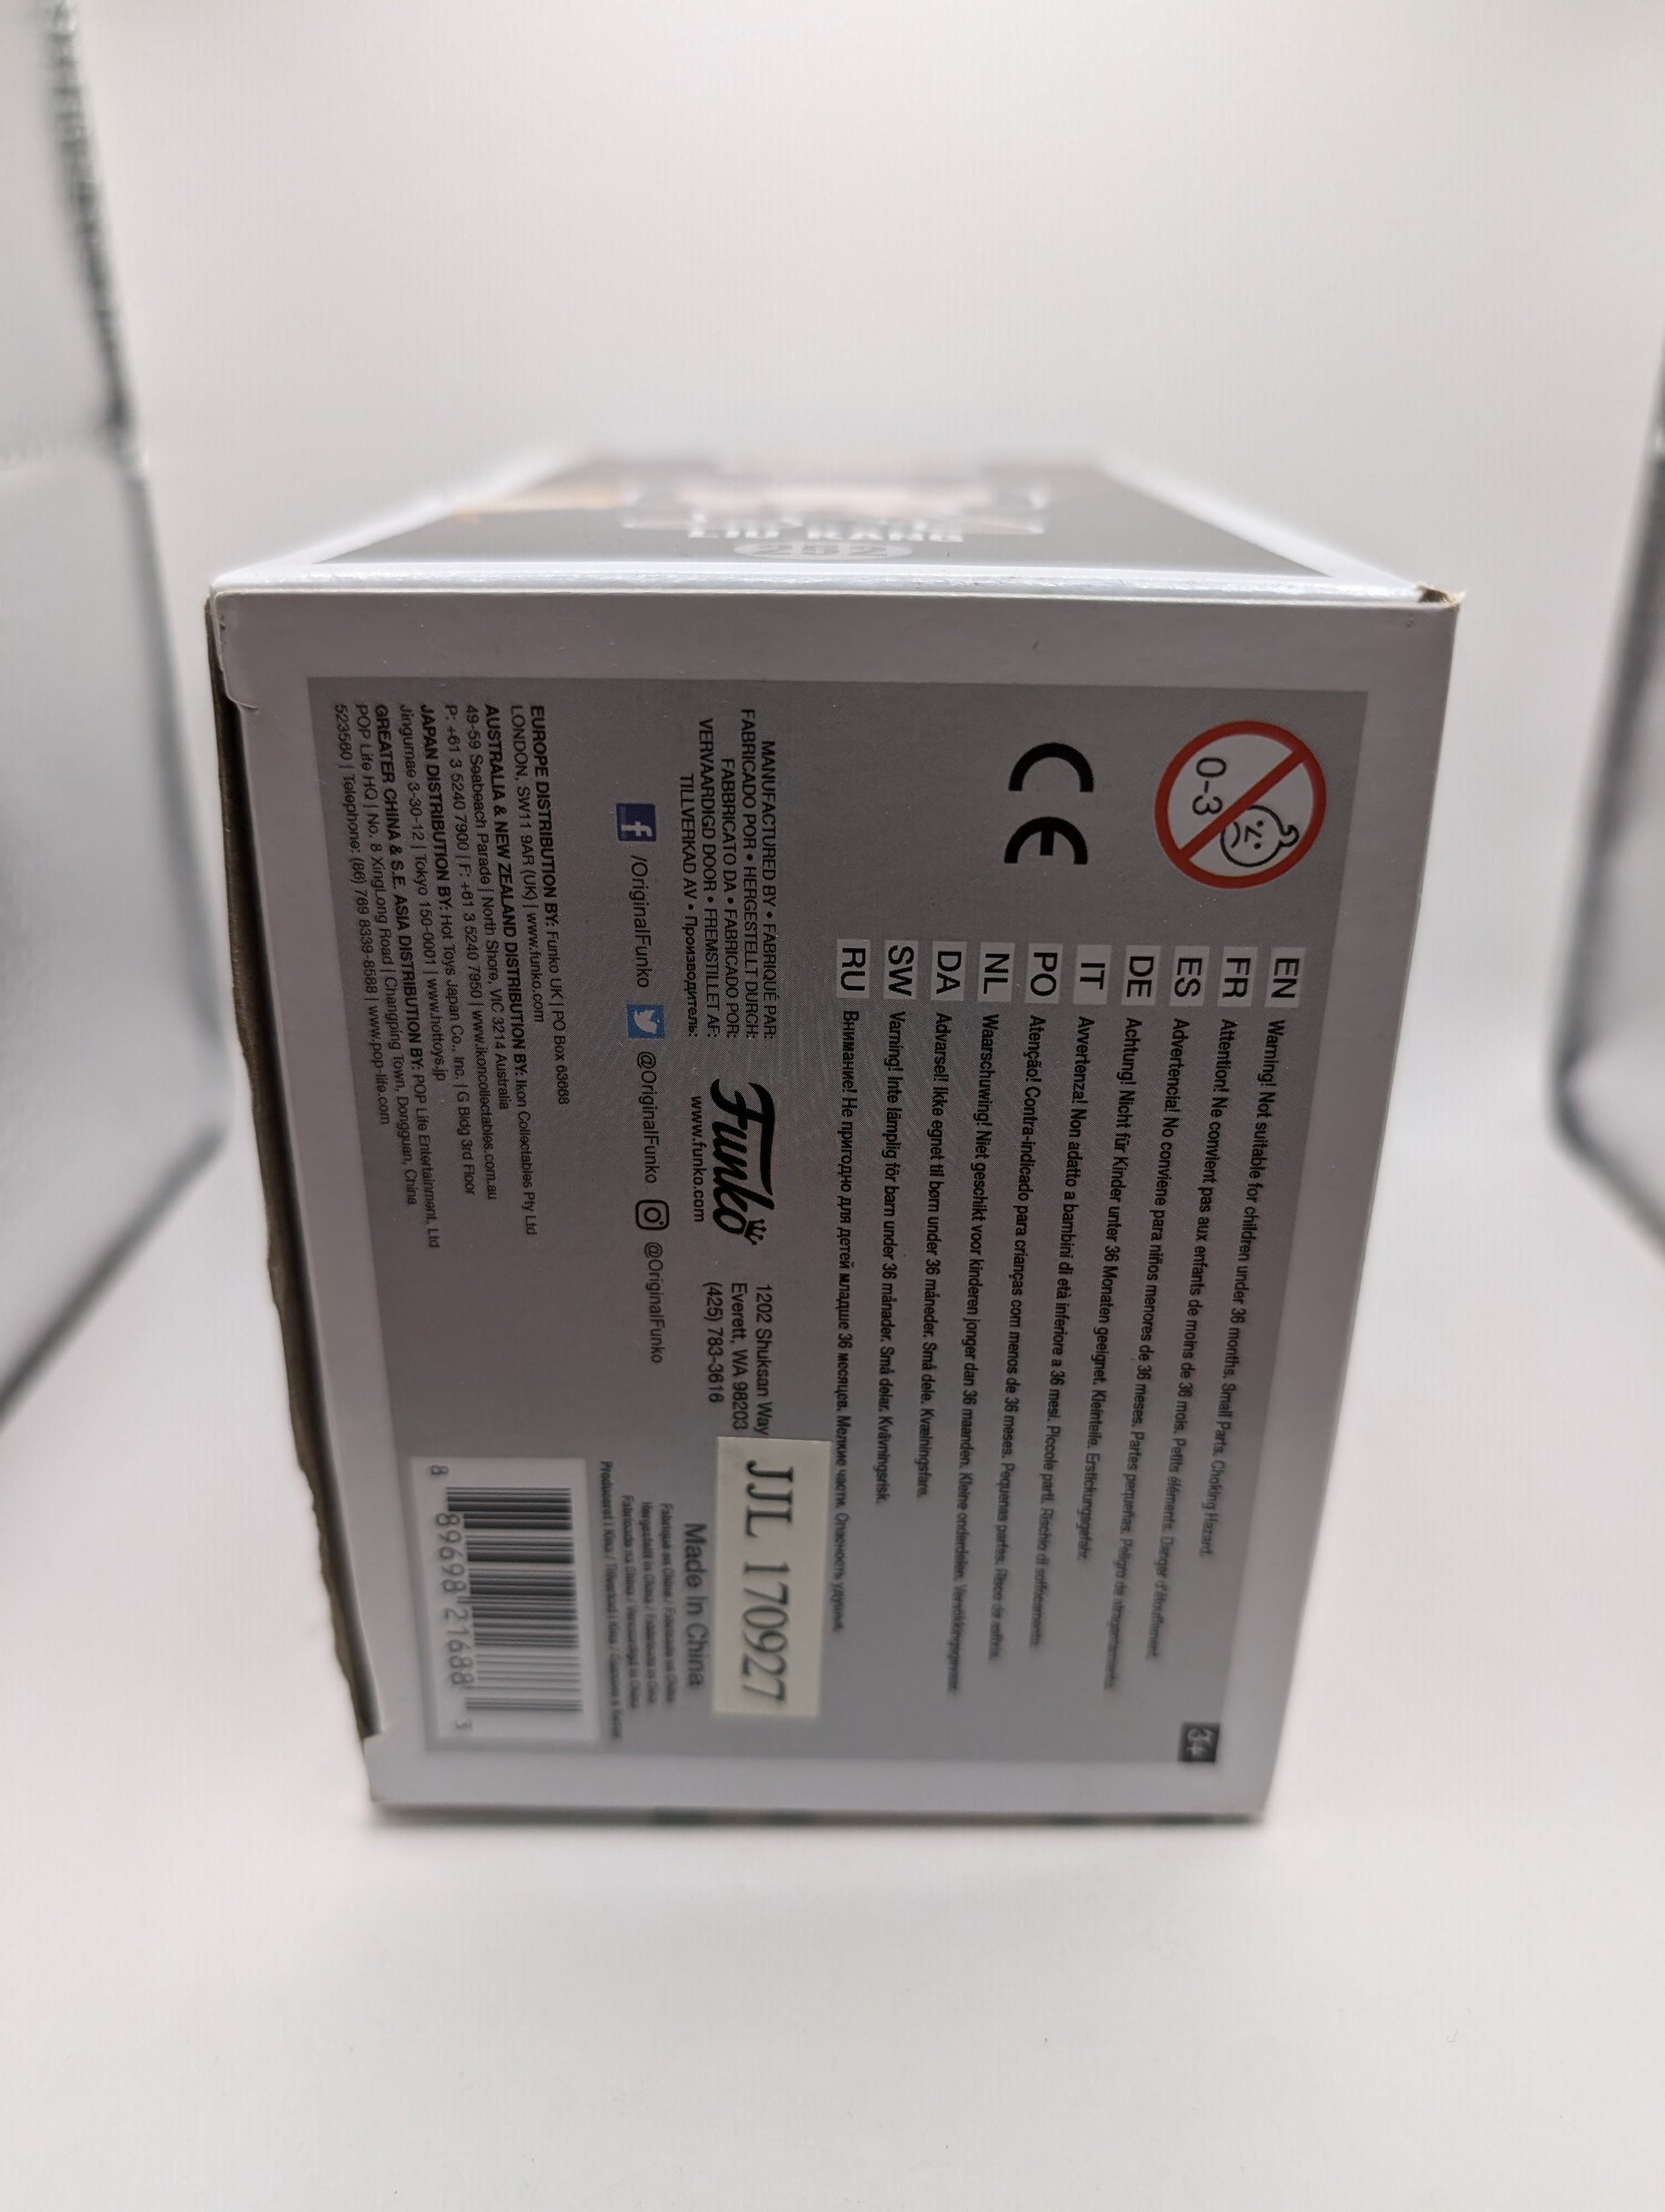 LIU KANG
252
0-3
CE
EN Warning! Not suitable for children under 36 months. Small Parts. Choking Hazard.
FR Attention! Ne convient pas aux enfants de moins de 36 mois. Petits éléments. Danger d'étouffement.
ES Advertencia! No conviene para niños menores de 36 meses. Partes pequeñas. Peligro de atragantamiento.
DE Achtung! Nicht für Kinder unter 36 Monaten geeignet. Kleinteile. Erstickungsgefahr.
IT Avvertenza! Non adatto a bambini di età inferiore a 36 mesi. Piccole parti. Rischio di soffocamento.
PO Atenção! Contra-indicado para crianças com menos de 36 meses. Pequenas partes. Risco de asfixia.
NL Waarschuwing! Niet geschikt voor kinderen jonger dan 36 maanden. Kleine onderdelen. Verstikkingsgevaar.
DA Advarsel! Ikke egnet til børn under 36 måneder. Små dele. Kvælningsfare.
SW Varning! Inte lämplig för barn under 36 månader. Små delar. Kvävningsrisk.
RU Внимание! Не пригодно для детей младше 36 месяцев. Мелкие части. Опасность удушья.
3+
MANUFACTURED BY • FABRIQUÉ PAR:
FABRICADO POR • HERGESTELLT DURCH:
FABBRICATO DA • FABRICADO POR:
VERVAARDIGD DOOR • FREMSTILLET AF:
TILLVERKAD AV • Производитель:
Funko
www.funko.com
1202 Shuksan Way
Everett, WA 98203
(425) 783-3616
JJL 170927
Made In China
/OriginalFunko @OriginalFunko @OriginalFunko
EUROPE DISTRIBUTION BY: Funko UK | PO Box 63668
LONDON, SW11 9AR (UK) | www.funko.com
AUSTRALIA & NEW ZEALAND DISTRIBUTION BY: Ikon Collectables Pty Ltd
49-59 Seabeach Parade | North Shore, VIC 3214 Australia
P: +61 3 5240 7900 | F: +61 3 5240 7950 | www.ikoncollectables.com.au
JAPAN DISTRIBUTION BY: Hot Toys Japan Co., Inc. | G Bldg 3rd Floor
Jingumae 3-30-12 | Tokyo 150-0001 | www.hottoys.jp
GREATER CHINA & S.E. ASIA DISTRIBUTION BY: POP Life Entertainment, Ltd
POP Life HQ | No. 8 XingLong Road | Changping Town, Dongguan, China
523560 | Telephone: (86) 769 8339-8588 | www.pop-life.com
8 89698 21688 3